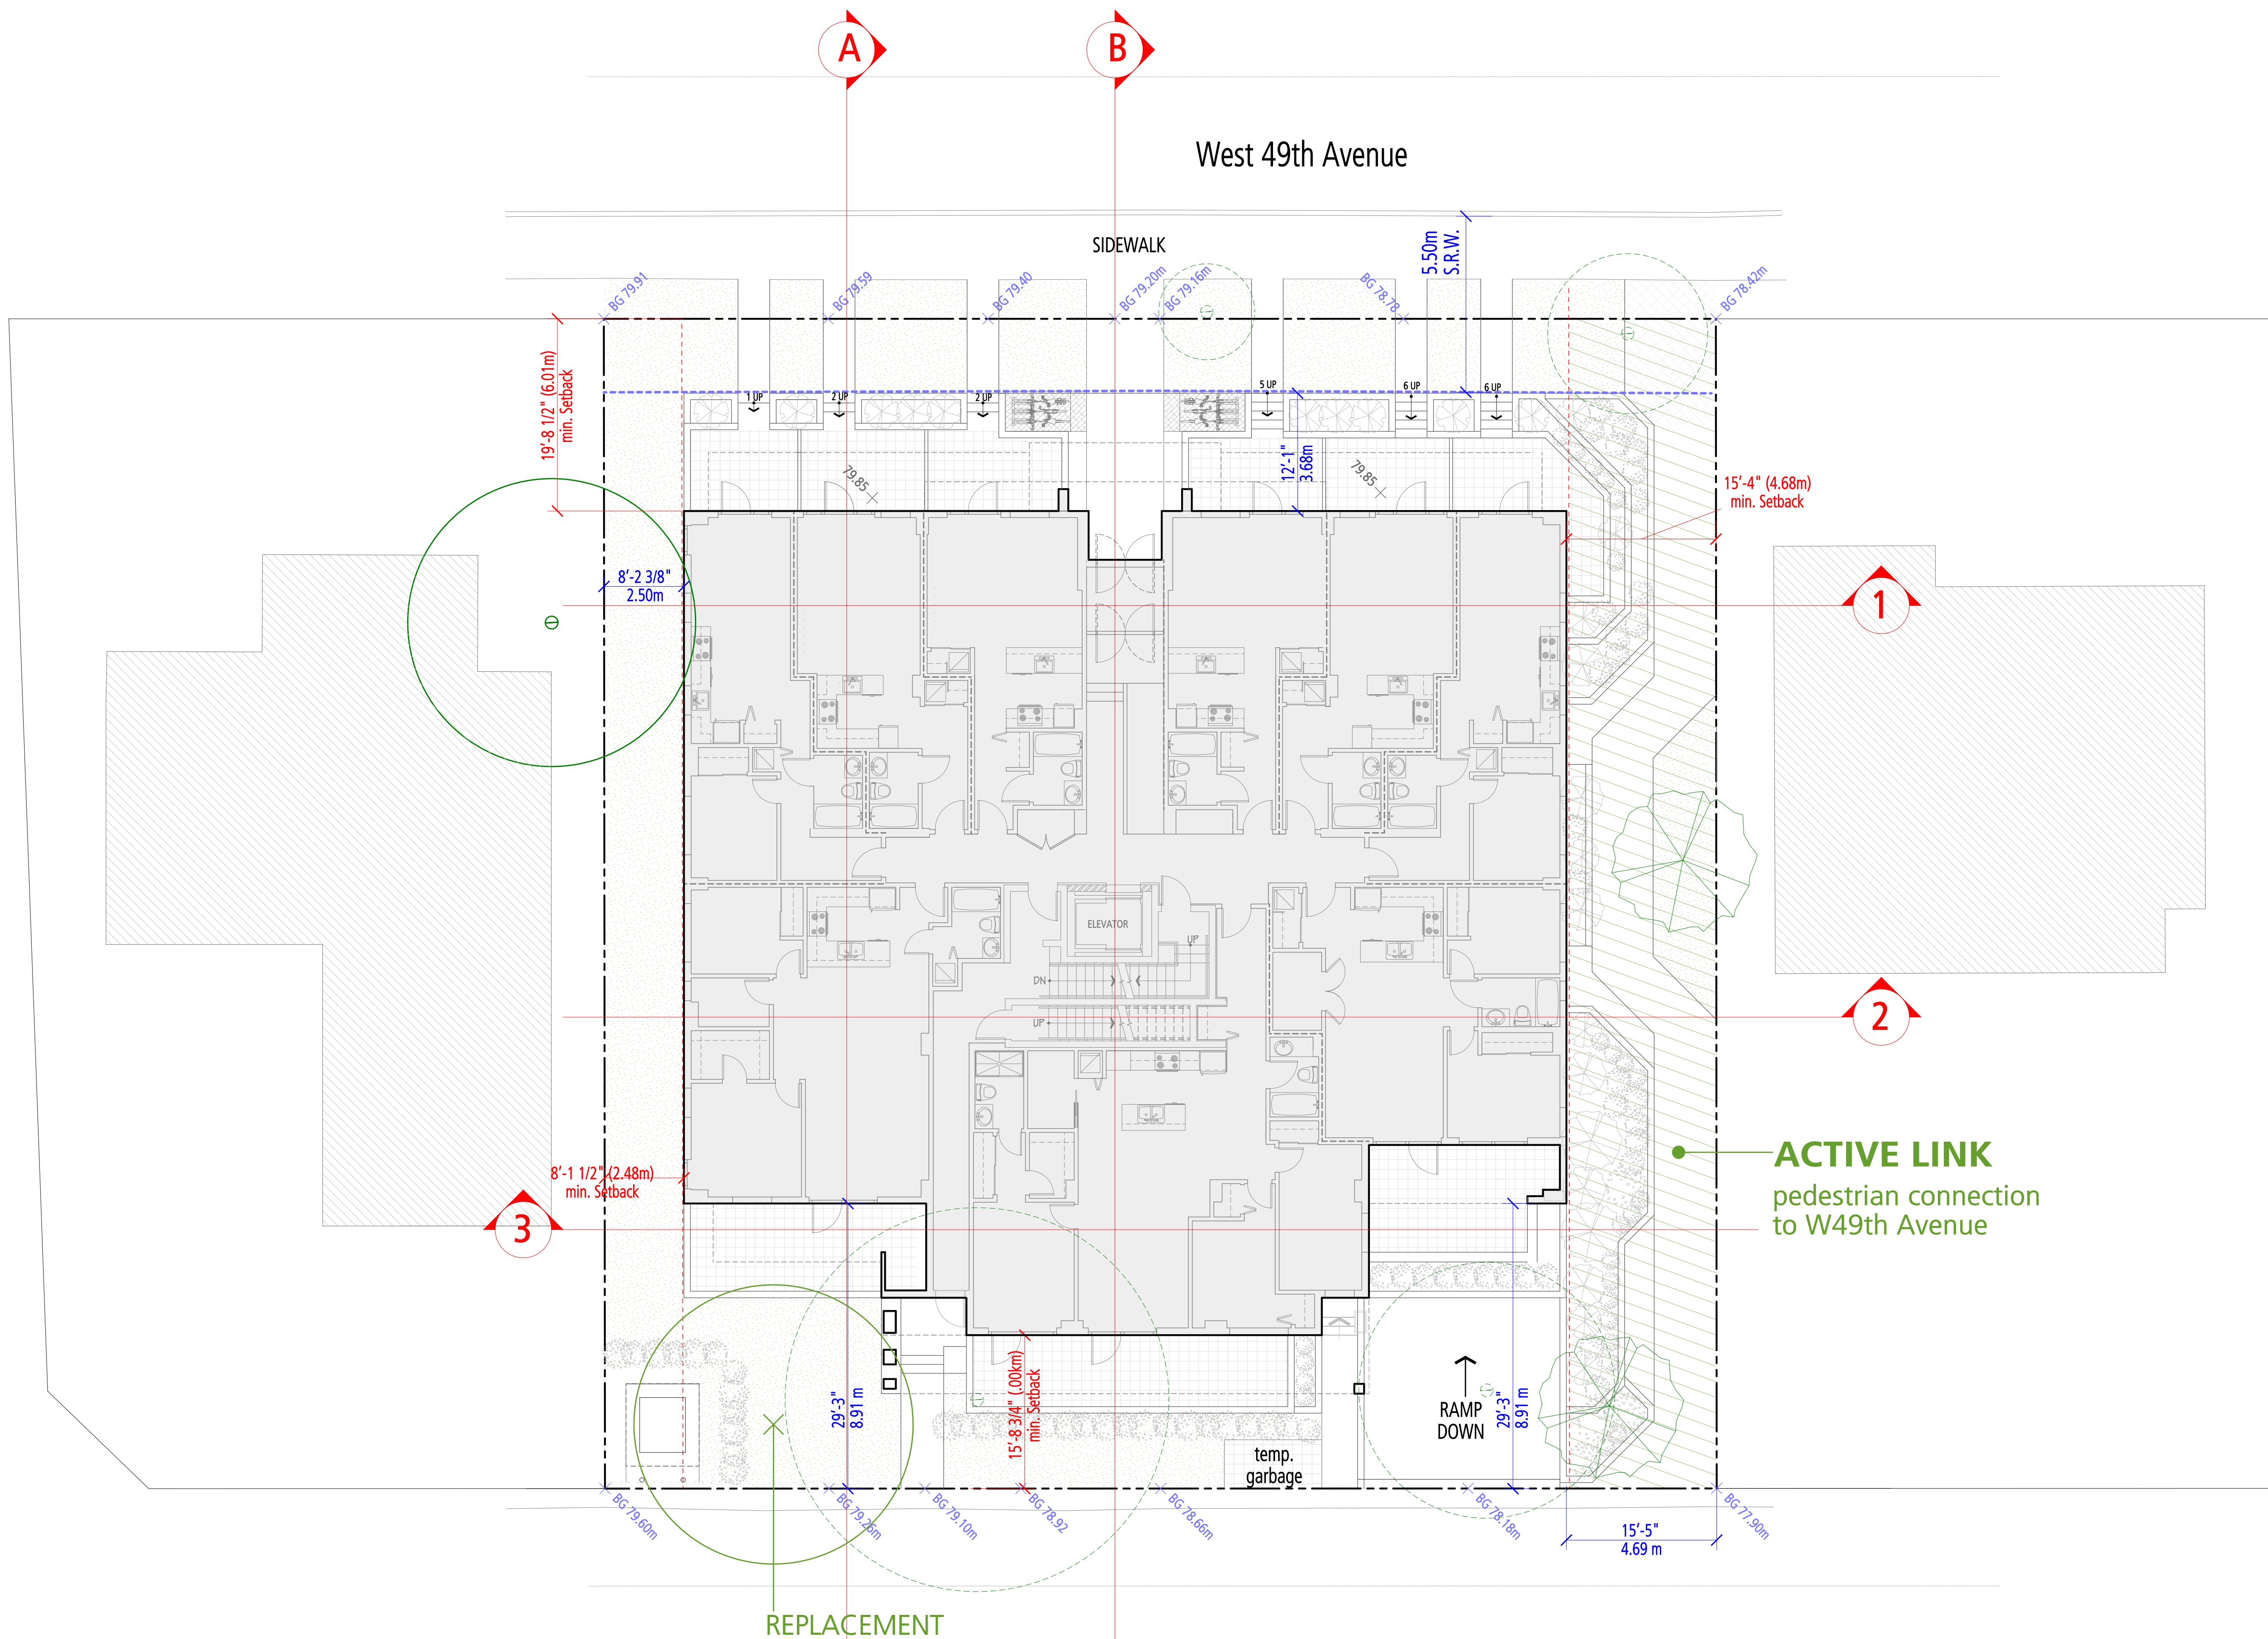 A
B
West 49th Avenue
SIDEWALK
5.50m
S.R.W.
BG 79.91
BG 79.59
BG 79.40
BG 79.20m
BG 79.16m
BG 78.78
BG 78.42m
19'-8 1/2" (6.01m)
min. Setback
1 UP
2 UP
2 UP
5 UP
6 UP
6 UP
79.85
12'-1"
3.68m
79.85
15'-4" (4.68m)
min. Setback
8'-2 3/8"
2.50m
1
ELEVATOR
UP
DN
UP
2
ACTIVE LINK
pedestrian connection
to W49th Avenue
8'-1 1/2" (2.48m)
min. Setback
3
29'-3"
8.91 m
15'-8 3/4" (.00km)
min. Setback
RAMP
DOWN
29'-3"
8.91 m
temp.
garbage
BG 79.60m
BG 79.26m
BG 79.10m
BG 78.92
BG 78.66m
BG 78.18m
BG 77.90m
15'-5"
4.69 m
REPLACEMENT